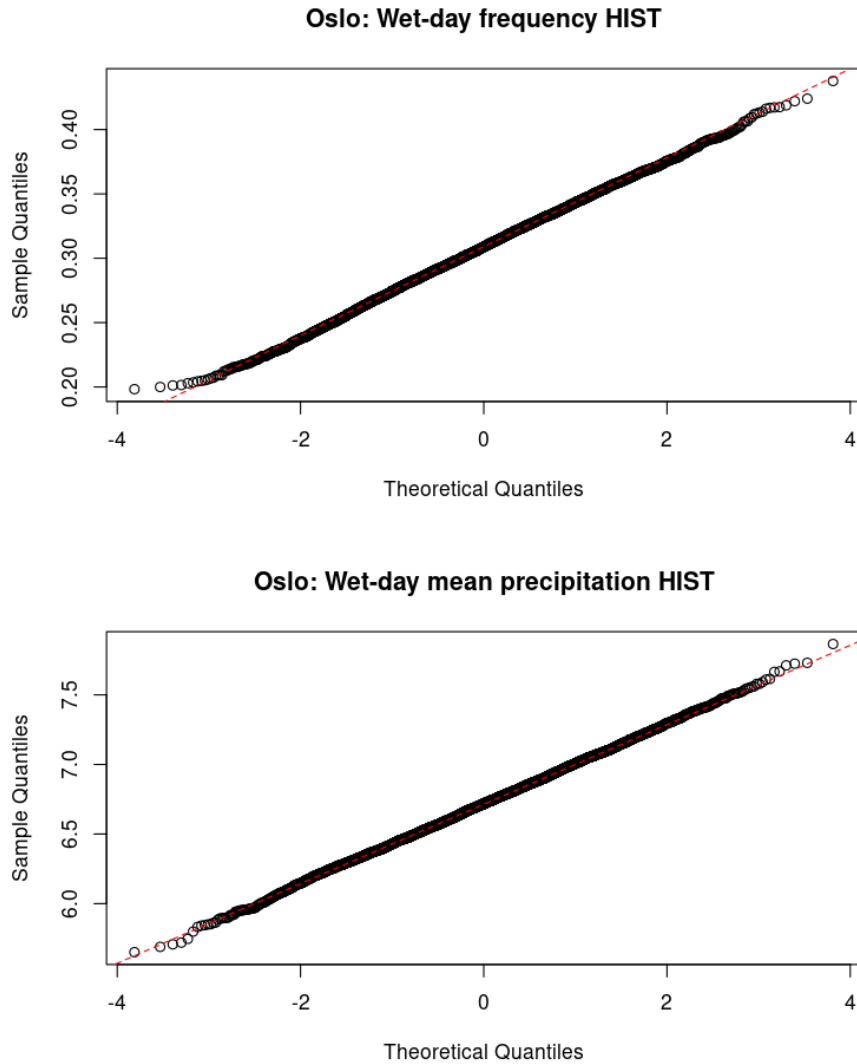 Oslo: Wet-day frequency HIST
0.40
0.35
0.30
0.25
0.20
Sample Quantiles
-4 -2 0 2 4
Theoretical Quantiles
Oslo: Wet-day mean precipitation HIST
7.5
7.0
6.5
6.0
Sample Quantiles
-4 -2 0 2 4
Theoretical Quantiles